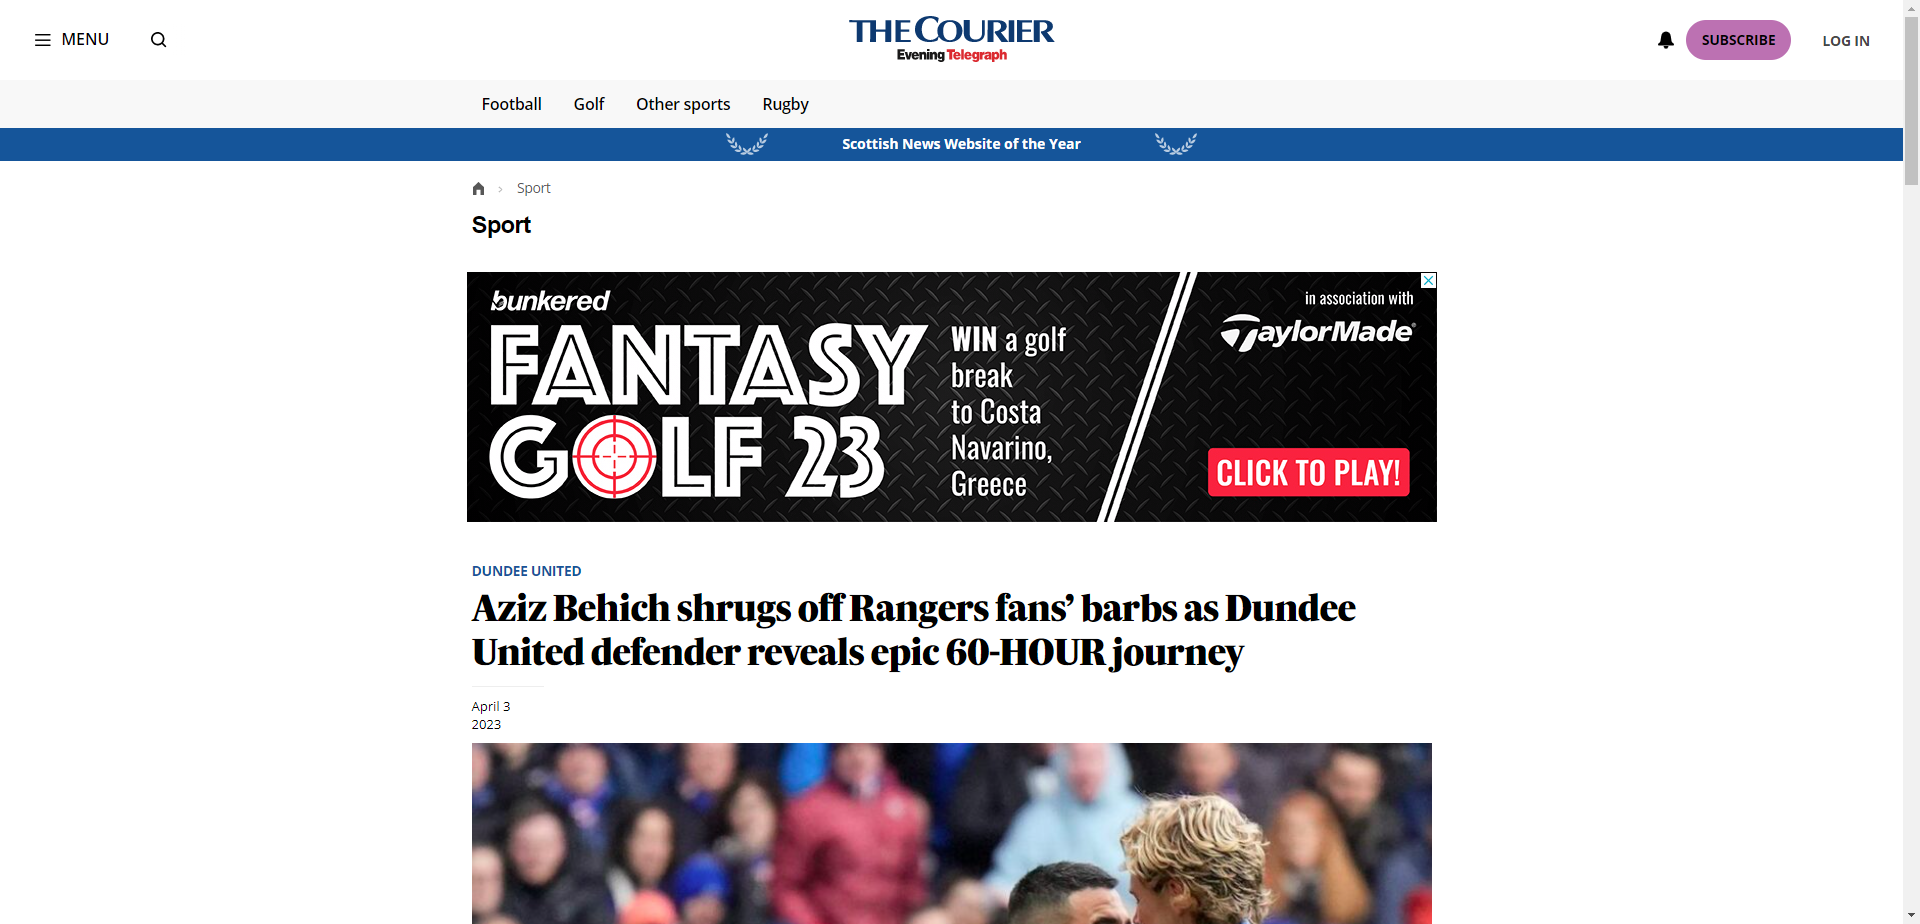 MENU
THE COURIER
Evening Telegraph
SUBSCRIBE
LOG IN
Football
Golf
Other sports
Rugby
Scottish News Website of the Year
Sport
Sport
bunkered
FANTASY
GOLF 23
WIN a golf
break
to Costa
Navarino,
Greece
in association with
TaylorMade
CLICK TO PLAY!
DUNDEE UNITED
Aziz Behich shrugs off Rangers fans’ barbs as Dundee
United defender reveals epic 60-HOUR journey
April 3
2023